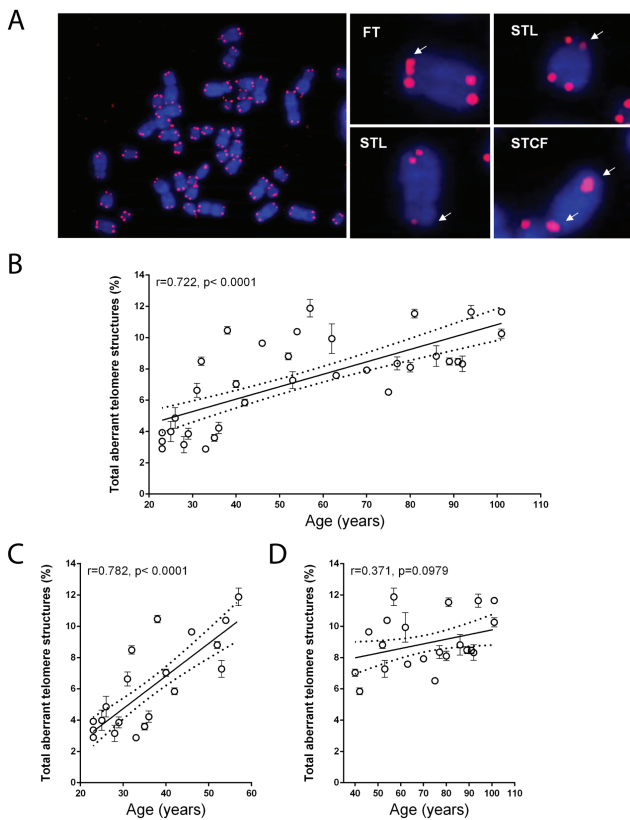 A
FT
STL
STL
STCF
B
r=0.722, p< 0.0001
Total aberrant telomere structures (%)
14
12
10
8
6
4
2
0
20 30 40 50 60 70 80 90 100 110
Age (years)
C
r=0.782, p< 0.0001
Total aberrant telomere structures (%)
14
12
10
8
6
4
2
0
20 30 40 50 60
Age (years)
D
r=0.371, p=0.0979
Total aberrant telomere structures (%)
14
12
10
8
6
4
2
0
40 50 60 70 80 90 100
Age (years)